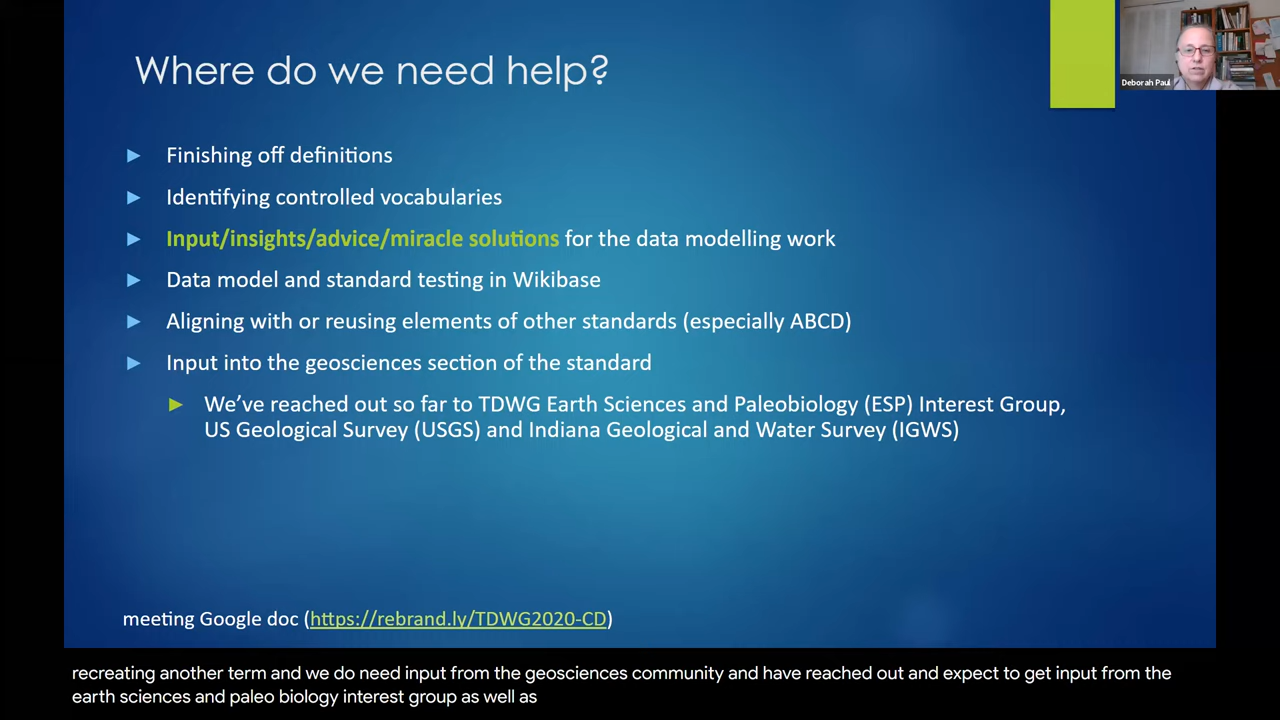 Where do we need help?
Deborah Paul
Finishing off definitions
Identifying controlled vocabularies
Input/insights/advice/miracle solutions for the data modelling work
Data model and standard testing in Wikibase
Aligning with or reusing elements of other standards (especially ABCD)
Input into the geosciences section of the standard
We’ve reached out so far to TDWG Earth Sciences and Paleobiology (ESP) Interest Group,
US Geological Survey (USGS) and Indiana Geological and Water Survey (IGWS)
meeting Google doc (https://rebrand.ly/TDWG2020-CD)
recreating another term and we do need input from the geosciences community and have reached out and expect to get input from the
earth sciences and paleo biology interest group as well as